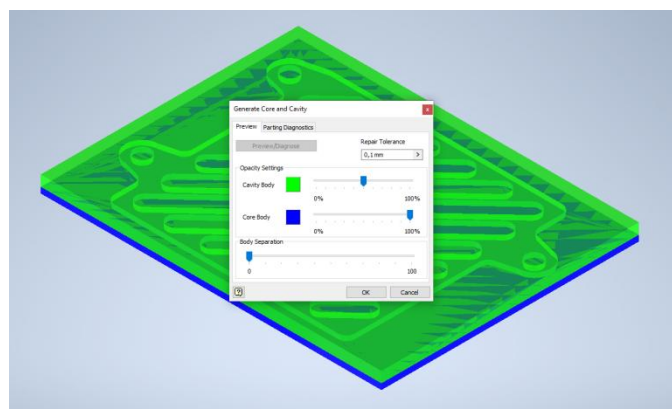 Generate Core and Cavity
Preview Parting Diagnostics
Preview/Diagnose
Repair Tolerance
0,1 mm
Opacity Settings
Cavity Body
0% 100%
Core Body
0% 100%
Body Separation
0 100
OK Cancel